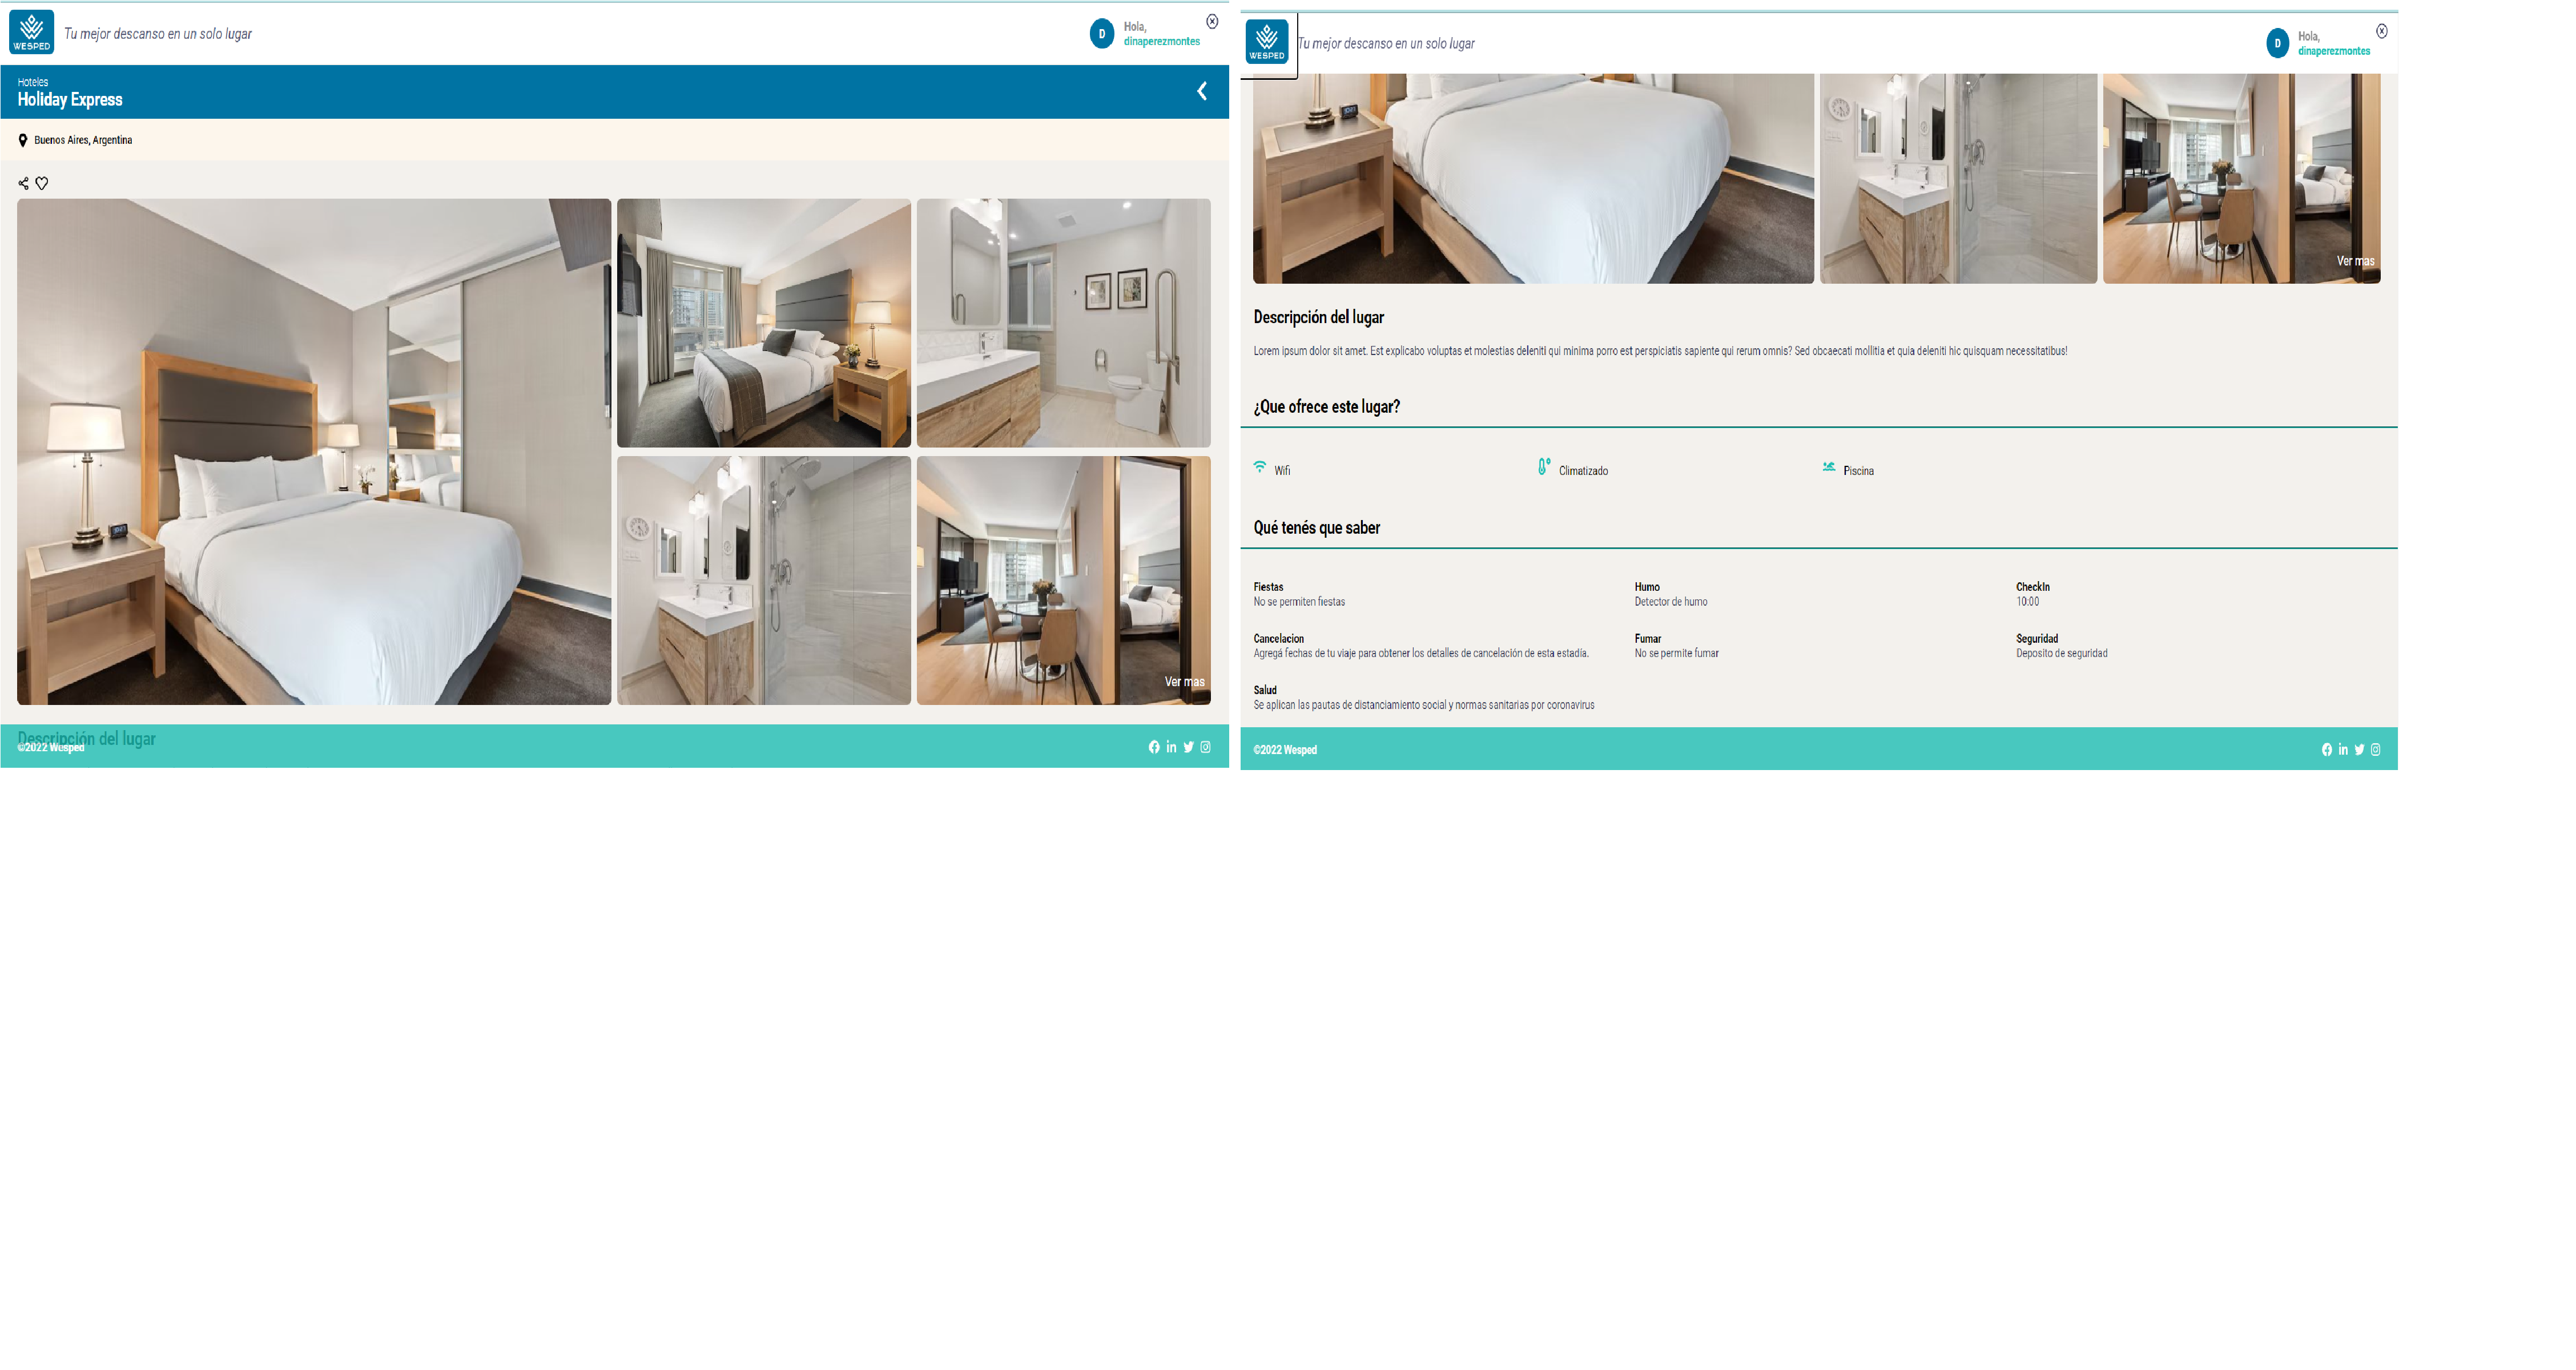 WESPED
Tu mejor descanso en un solo lugar
D
Hola,
dinaperezmontes
Hoteles
Holiday Express
Buenos Aires, Argentina
Ver mas
Descripción del lugar
©2022 Wesped
WESPED
Tu mejor descanso en un solo lugar
D
Hola,
dinaperezmontes
Ver mas
Descripción del lugar
Lorem ipsum dolor sit amet. Est explicabo voluptas et molestias deleniti qui minima porro est perspiciatis sapiente qui rerum omnis? Sed obcaecati mollitia et quia deleniti hic quisquam necessitatibus!
¿Que ofrece este lugar?
Wifi
Climatizado
Piscina
Qué tenés que saber
Fiestas
No se permiten fiestas
Humo
Detector de humo
CheckIn
10:00
Cancelacion
Agregá fechas de tu viaje para obtener los detalles de cancelación de esta estadía.
Fumar
No se permite fumar
Seguridad
Deposito de seguridad
Salud
Se aplican las pautas de distanciamiento social y normas sanitarias por coronavirus
©2022 Wesped